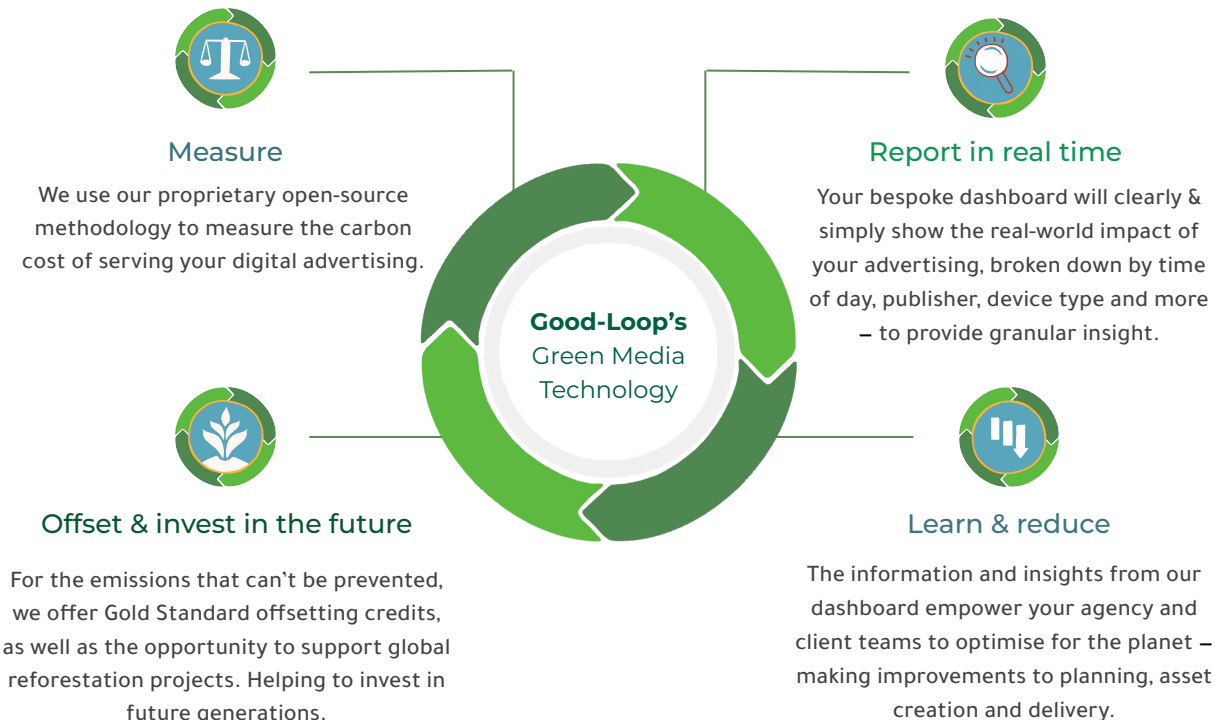 Measure
We use our proprietary open-source
methodology to measure the carbon
cost of serving your digital advertising.
Report in real time
Your bespoke dashboard will clearly &
simply show the real-world impact of
your advertising, broken down by time
of day, publisher, device type and more
– to provide granular insight.
Good-Loop’s
Green Media
Technology
Offset & invest in the future
For the emissions that can’t be prevented,
we offer Gold Standard offsetting credits,
as well as the opportunity to support global
reforestation projects. Helping to invest in
future generations.
Learn & reduce
The information and insights from our
dashboard empower your agency and
client teams to optimise for the planet –
making improvements to planning, asset
creation and delivery.